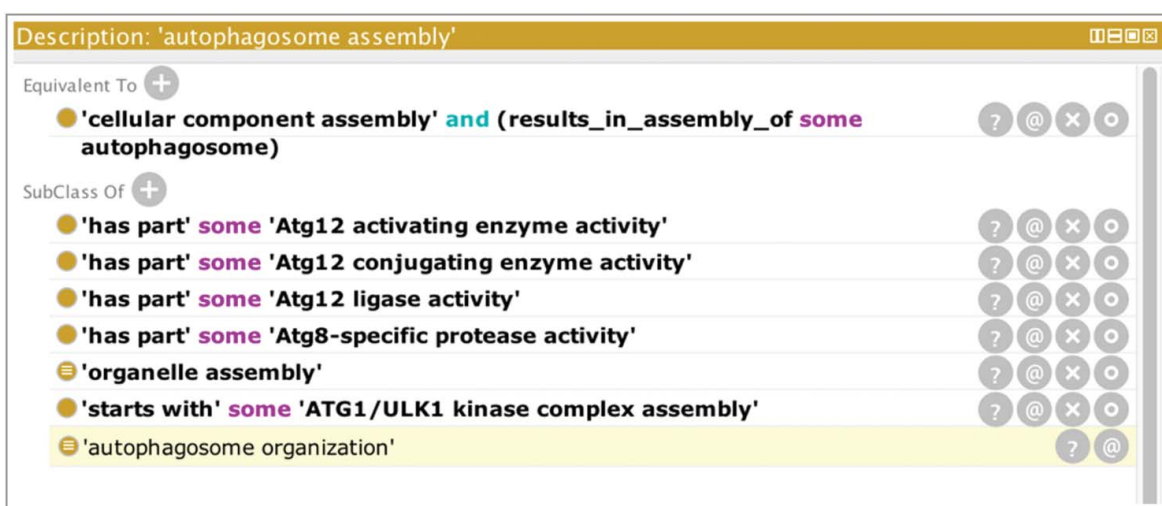 Description: 'autophagosome assembly'
Equivalent To
'cellular component assembly' and (results_in_assembly_of some
autophagosome)
SubClass Of
'has part' some 'Atg12 activating enzyme activity'
'has part' some 'Atg12 conjugating enzyme activity'
'has part' some 'Atg12 ligase activity'
'has part' some 'Atg8-specific protease activity'
'organelle assembly'
'starts with' some 'ATG1/ULK1 kinase complex assembly'
'autophagosome organization'